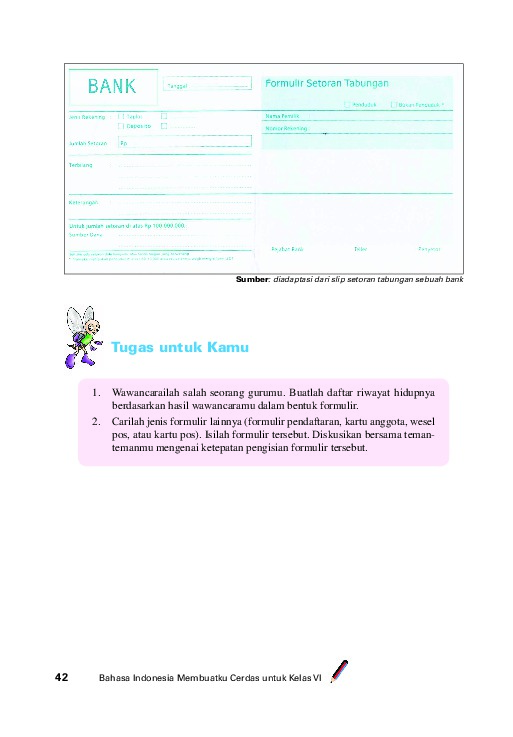 BANK
Tanggal
Formulir Setoran Tabungan
Penduduk
Bukan Penduduk *
Jenis Rekening
Taplus
Nama Pemilik
Deposito
Nomor Rekening
Jumlah Setoran
Rp
Terbilang
Keterangan
Untuk jumlah setoran di atas Rp 100.000.000,
Sumber Dana
Pejabat Bank
Teller
Penyetor
Sumber: diadaptasi dari slip setoran tabungan sebuah bank
Tugas untuk Kamu
1. Wawancarailah salah seorang gurumu. Buatlah daftar riwayat hidupnya
berdasarkan hasil wawancaramu dalam bentuk formulir.
2. Carilah jenis formulir lainnya (formulir pendaftaran, kartu anggota, wesel
pos, atau kartu pos). Isilah formulir tersebut. Diskusikan bersama teman-
temanmu mengenai ketepatan pengisian formulir tersebut.
42 Bahasa Indonesia Membuatku Cerdas untuk Kelas VI